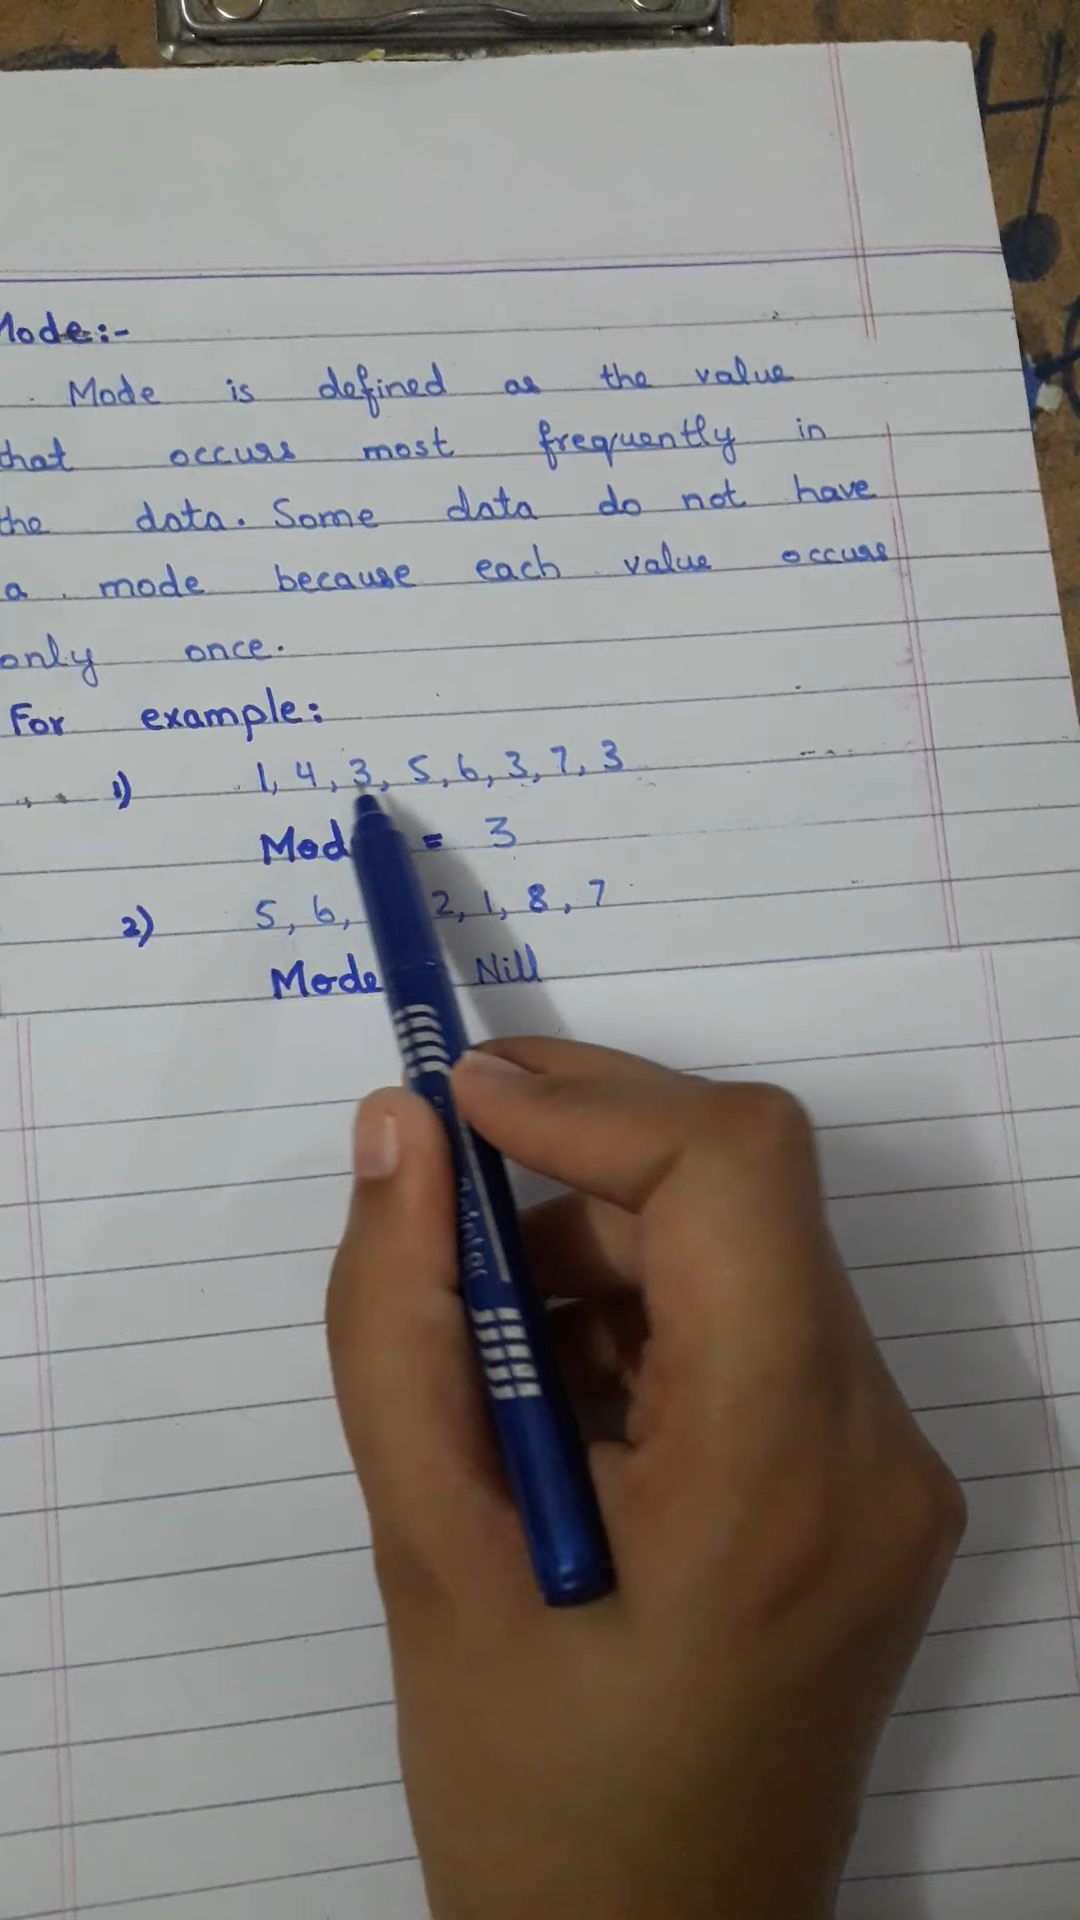 Mode:-
Mode is defined as the value
that occurs most frequently in
the data. Some data do not have
a mode because each value occurs
only once.
For example:
1) 1, 4, 3, 5, 6, 3, 7, 3
= 3
2) 5, 6, 2, 1, 8, 7
Mode Nill